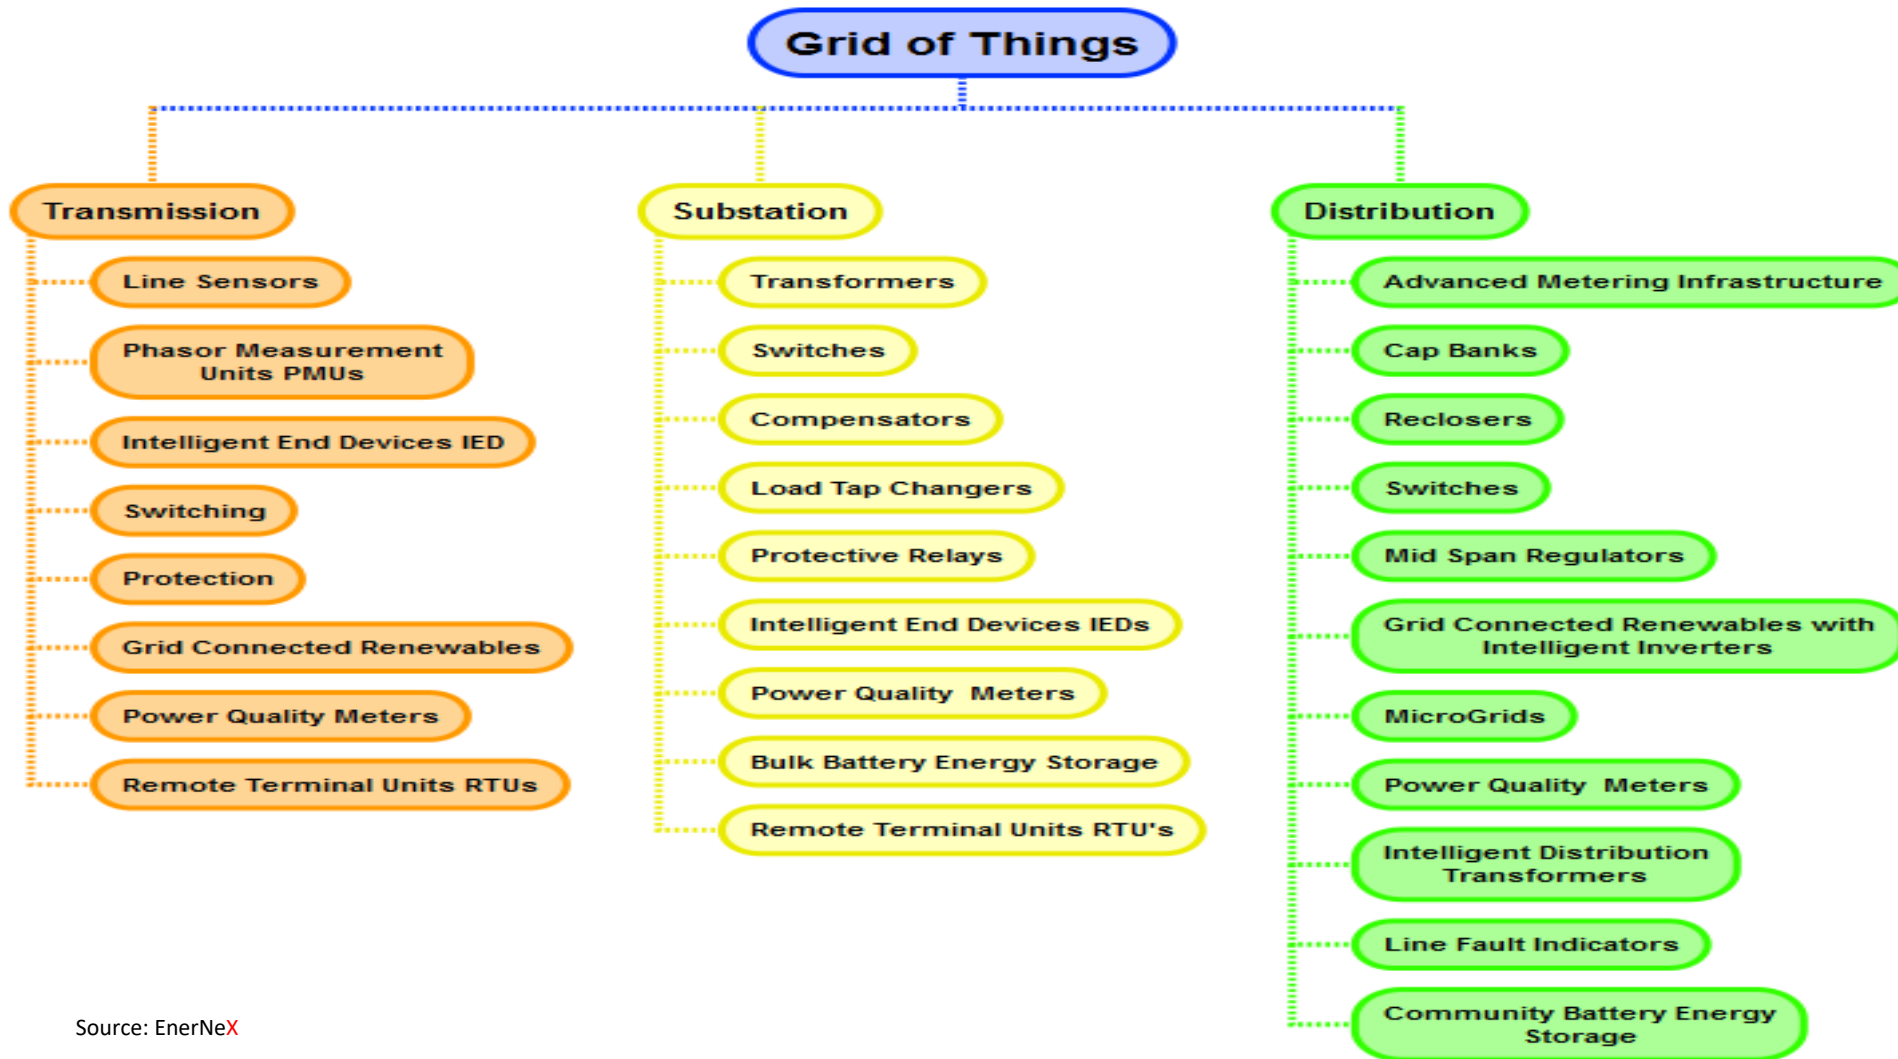 Grid of Things
Transmission
Line Sensors
Phasor Measurement
Units PMUs
Intelligent End Devices IED
Switching
Protection
Grid Connected Renewables
Power Quality Meters
Remote Terminal Units RTUs
Substation
Transformers
Switches
Compensators
Load Tap Changers
Protective Relays
Intelligent End Devices IEDs
Power Quality  Meters
Bulk Battery Energy Storage
Remote Terminal Units RTU's
Distribution
Advanced Metering Infrastructure
Cap Banks
Reclosers
Switches
Mid Span Regulators
Grid Connected Renewables with
Intelligent Inverters
MicroGrids
Power Quality  Meters
Intelligent Distribution
Transformers
Line Fault Indicators
Community Battery Energy
Storage
Source: EnerNeX